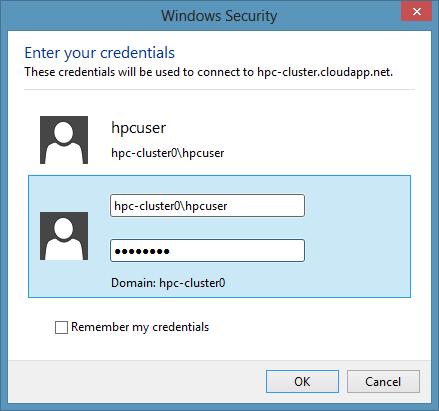 Windows Security
Enter your credentials
These credentials will be used to connect to hpc-cluster.cloudapp.net.
hpcuser
hpc-cluster0\hpcuser
hpc-cluster0\hpcuser
●●●●●●●●
Domain: hpc-cluster0
Remember my credentials
OK
Cancel